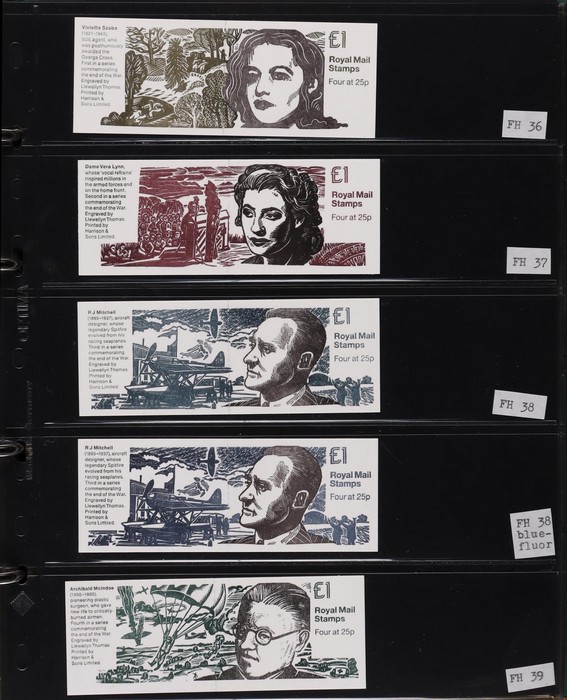 Violette Szabo
(1921-1945),
SOE agent, who
was posthumously
awarded the
George Cross.
First in a series
commemorating
the end of the War.
Engraved by
Llewellyn Thomas.
Printed by
Harrison &
Sons Limited.
£1
Royal Mail
Stamps
Four at 25p
FH 36
Dame Vera Lynn,
whose 'vocal refrains'
inspired millions in
the armed forces and
on the home front.
Second in a series
commemorating
the end of the War.
Engraved by
Llewellyn Thomas.
Printed by
Harrison &
Sons Limited.
£1
Royal Mail
Stamps
Four at 25p
FH 37
R J Mitchell
(1895-1937), aircraft
designer, whose
legendary Spitfire
evolved from his
racing seaplanes.
Third in a series
commemorating
the end of the War.
Engraved by
Llewellyn Thomas.
Printed by
Harrison &
Sons Limited.
£1
Royal Mail
Stamps
Four at 25p
FH 38
R J Mitchell
(1895-1937), aircraft
designer, whose
legendary Spitfire
evolved from his
racing seaplanes.
Third in a series
commemorating
the end of the War.
Engraved by
Llewellyn Thomas.
Printed by
Harrison &
Sons Limited.
£1
Royal Mail
Stamps
Four at 25p
FH 38
blue-
fluor
Archibald McIndoe
(1900-1960),
pioneering plastic
surgeon, who gave
new life to critically
burned airmen.
Fourth in a series
commemorating
the end of the War.
Engraved by
Llewellyn Thomas.
Printed by
Harrison &
Sons Limited.
£1
Royal Mail
Stamps
Four at 25p
FH 39